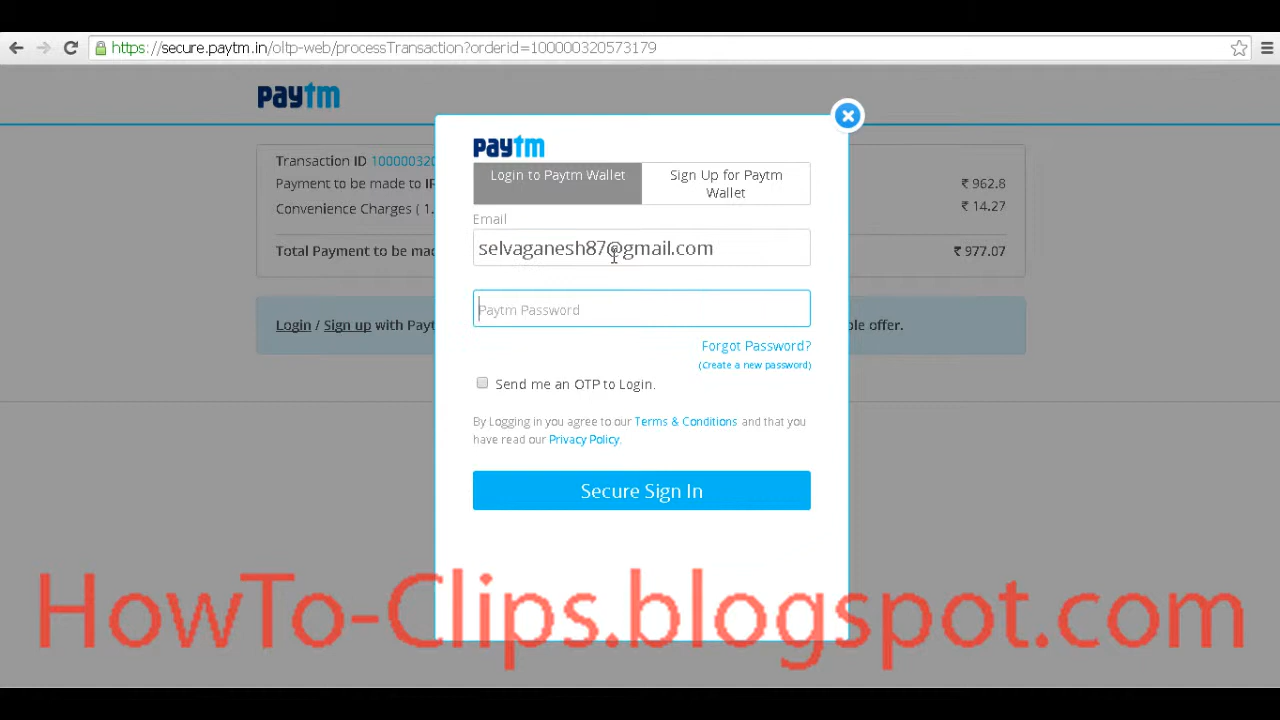 https://secure.paytm.in/oltp-web/processTransaction?orderid=100000320573179
paytm
Transaction ID 10000032
Payment to be made to
Convenience Charges ( 1.
Total Payment to be
₹ 962.8
₹ 14.27
₹ 977.07
Login / Sign up with Payt
ble offer.
paytm
Login to Paytm Wallet
Sign Up for Paytm
Wallet
Email
selvaganesh87@gmail.com
Paytm Password
Forgot Password?
(Create a new password)
Send me an OTP to Login.
By Logging in you agree to our Terms & Conditions and that you
have read our Privacy Policy.
Secure Sign In
HowTo-Clips.blogspot.com